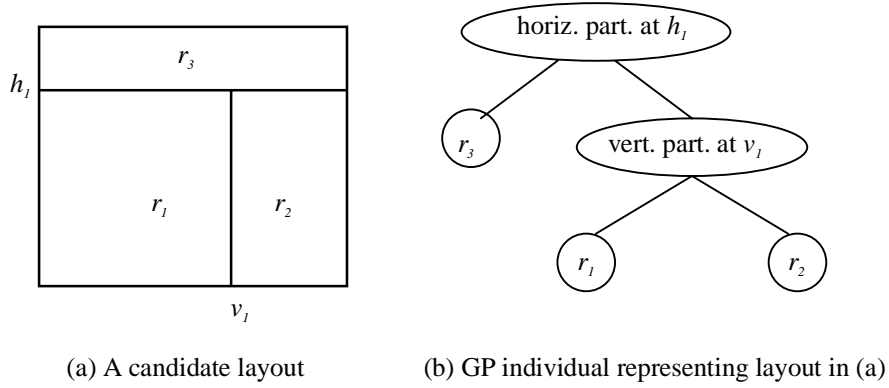 r3
h1
r1
r2
v1
(a) A candidate layout
horiz. part. at h1
r3
vert. part. at v1
r1
r2
(b) GP individual representing layout in (a)